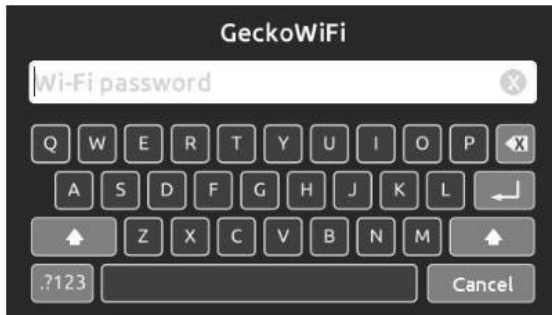 GeckoWiFi
Wi-Fi password
Q W E R T Y U I O P
A S D F G H J K L
Z X C V B N M
.?123 Cancel